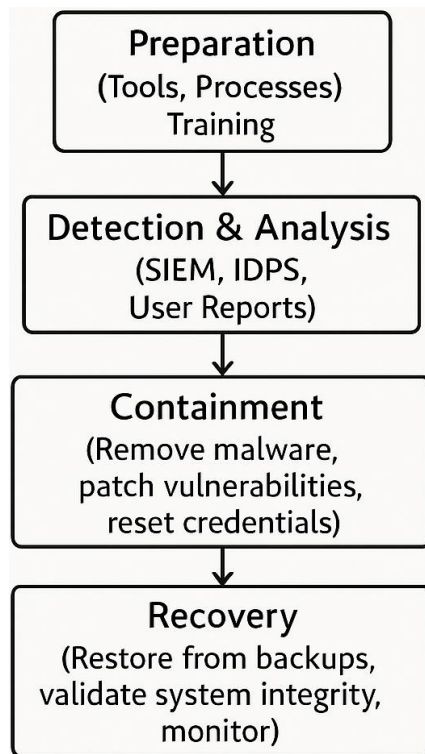 Preparation
(Tools, Processes)
Training
Detection & Analysis
(SIEM, IDPS,
User Reports)
Containment
(Remove malware,
patch vulnerabilities,
reset credentials)
Recovery
(Restore from backups,
validate system integrity,
monitor)